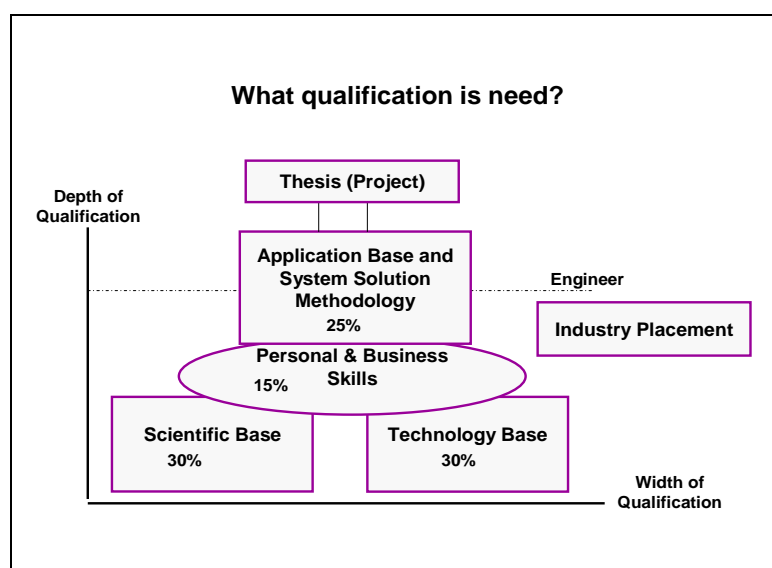 What qualification is need?
Thesis (Project)
Depth of
Qualification
Application Base and
System Solution
Methodology
25%
Engineer
Industry Placement
Personal & Business
Skills
15%
Scientific Base
30%
Technology Base
30%
Width of
Qualification